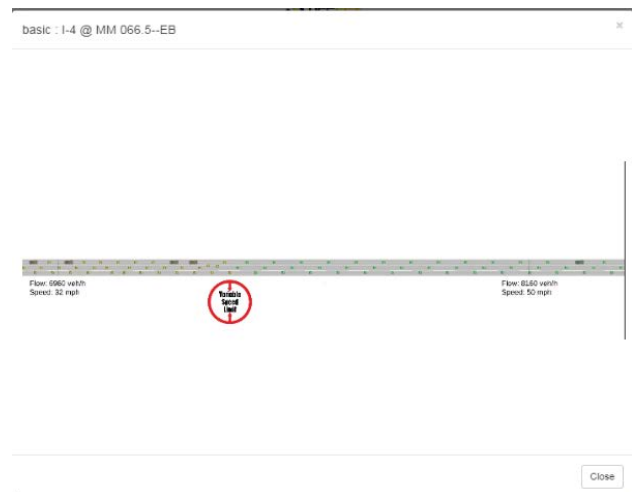 basic : I-4 @ MM 066.5--EB
×
Flow: 6960 veh/h
Speed: 32 mph
Variable
Speed
Limit
Flow: 8160 veh/h
Speed: 50 mph
Close